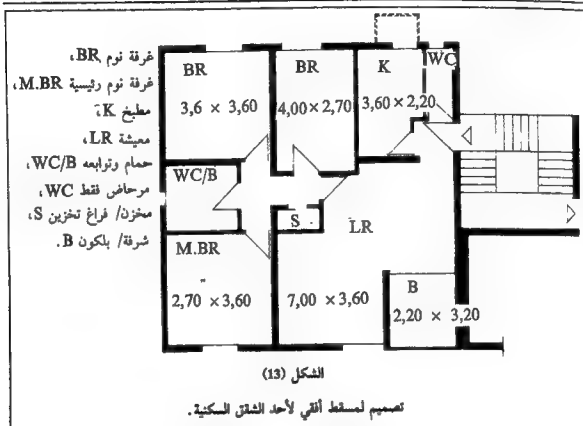 غرفة نوم BR،
غرفة نوم رئيسية M.BR،
مطبخ K،
معيشة LR،
حمام وتوابعه WC/B،
مرحاض فقط WC،
مخزن/ فراغ تخزين S،
شرفة/ بلكون B.
BR
3,6 × 3,60
BR
4,00 × 2,70
K
3,60 × 2,20
WC
WC/B
S
LR
M.BR
2,70 × 3,60
7,00 × 3,60
B
2,20 × 3,20
الشكل (13)
تصميم لمسقط أفقي لأحد الشقق السكنية.